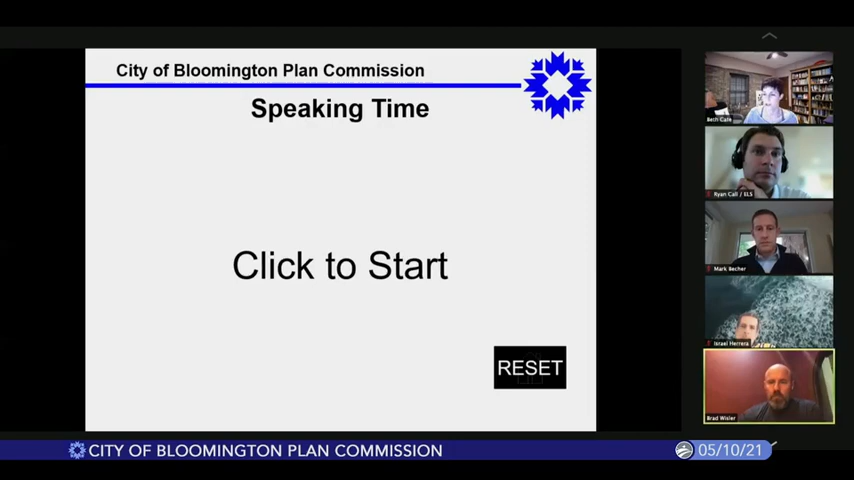 City of Bloomington Plan Commission
Speaking Time
Click to Start
RESET
Beth Cate
Ryan Call / ELS
Mark Becher
Israel Herrera
Brad Wisler
CITY OF BLOOMINGTON PLAN COMMISSION
05/10/21